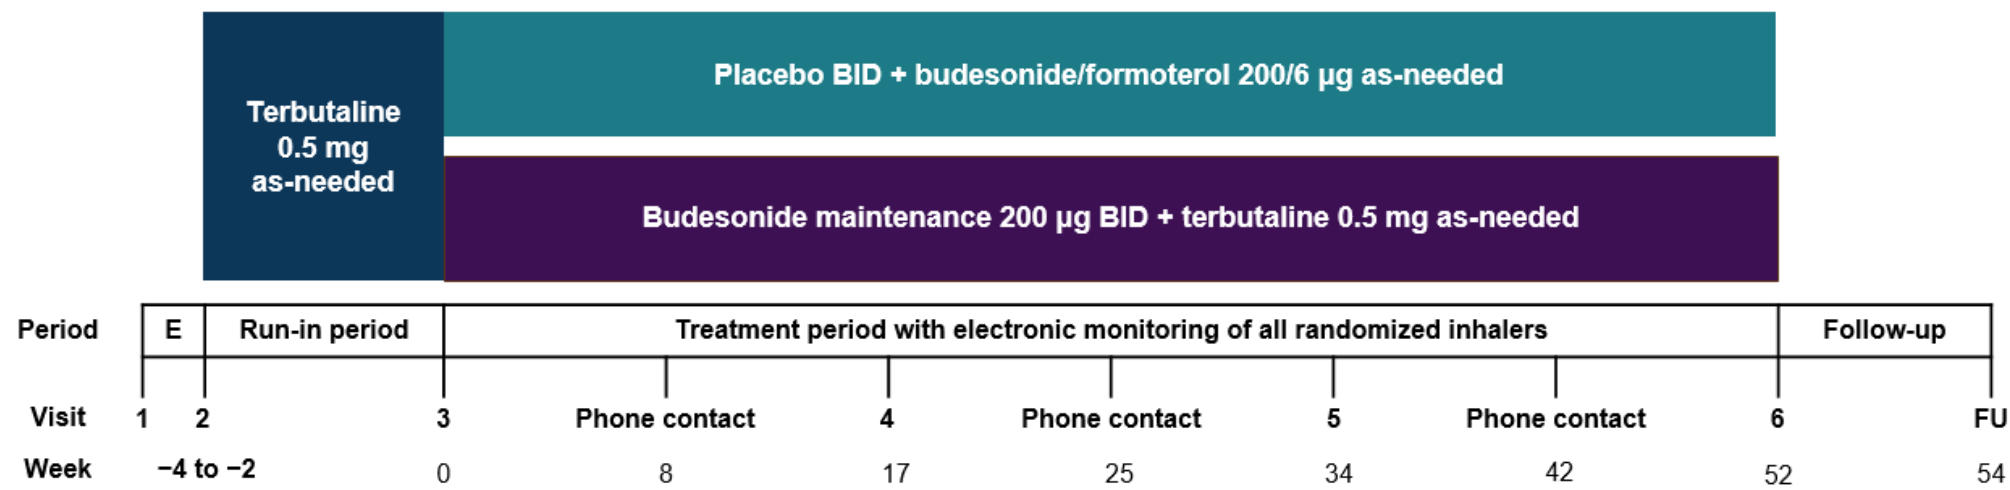 Terbutaline
0.5 mg
as-needed
Placebo BID + budesonide/formoterol 200/6 μg as-needed
Budesonide maintenance 200 μg BID + terbutaline 0.5 mg as-needed
Period E Run-in period Treatment period with electronic monitoring of all randomized inhalers Follow-up
Visit 1 2 3 Phone contact 4 Phone contact 5 Phone contact 6 FU
Week −4 to −2 0 8 17 25 34 42 52 54